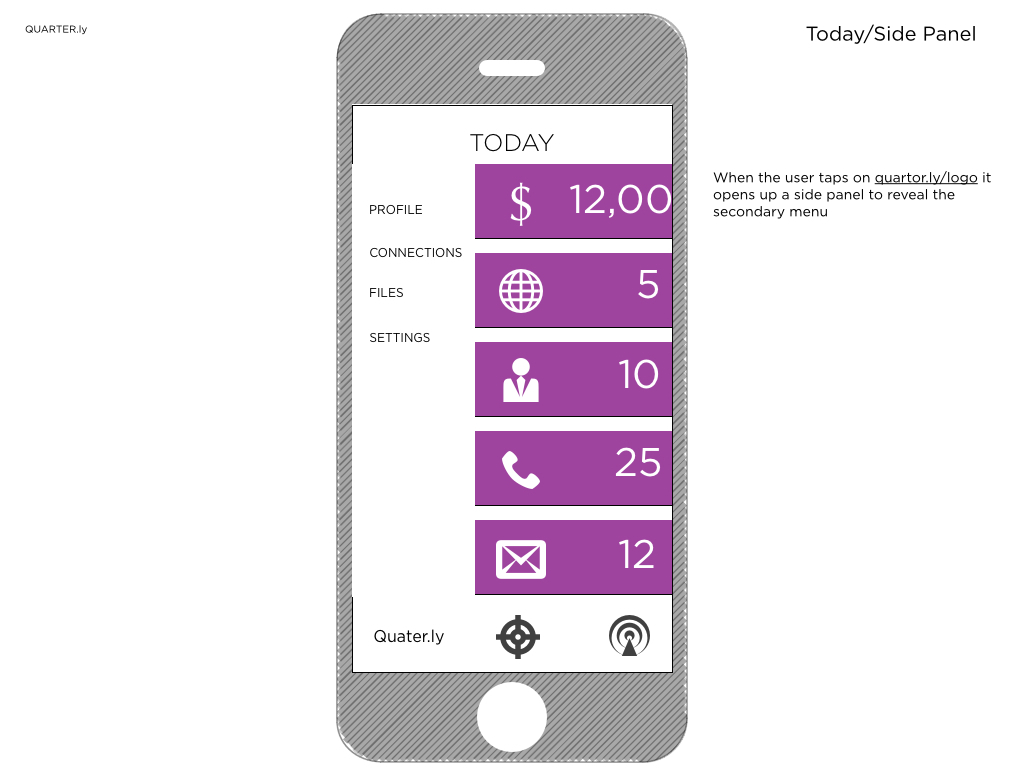 QUARTER.ly
Today/Side Panel
TODAY
PROFILE
CONNECTIONS
FILES
SETTINGS
$ 12,00
5
10
25
12
Quater.ly
When the user taps on quartor.ly/logo it
opens up a side panel to reveal the
secondary menu